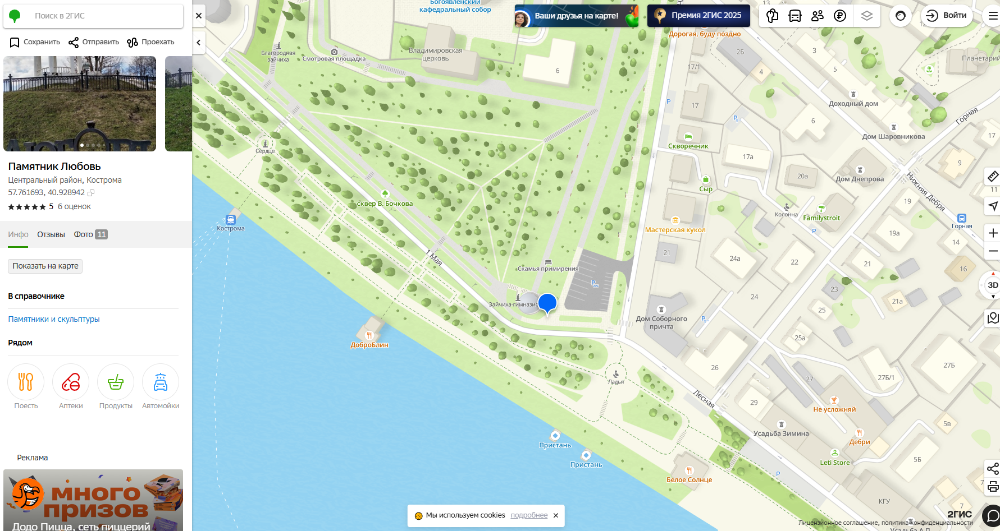 Поиск в 2ГИС
Сохранить
Отправить
Проехать
Памятник Любовь
Центральный район, Кострома
57.761693, 40.928942
5
6 оценок
Инфо
Отзывы
Фото 11
Показать на карте
В справочнике
Памятники и скульптуры
Рядом
Поесть
Аптеки
Продукты
Автомойки
Реклама
МНОГО
ПРИЗОВ
Додо Пицца, сеть пиццерий
Богоявленский
кафедральный собор
Ваши друзья на карте!
Премия 2ГИС 2025
Войти
Дорогая, буду поздно
Благородная
зайчиха
Смотровая площадка
Владимировская
церковь
6
17/1
2Б
4
3
5
12
Планетарий
Доходный дом
17
P
P
6
Горная
Дом Шаровникова
17
Сердце
Скворечник
17а
9
20а
Дом Днепрова
Нижняя Дебря
11
Сыр
сквер В. Бочкова
19
Колонна
Familystroit
P
Горная
Кострома
Мастерская кукол
19а
14
1 Мая
21
24а
22
21
16
Скамья примирения
P
23
24
21а
3D
Зайчиха-гимназис
25
Дом Соборного
причта
P
25а
ДоброБлин
26
27
27Б/1
27Б
Ладья
Лесная
29
Не усложняй
5в
Усадьба Зимина
Дебри
Пристань
Пристань
Leti Store
5Б
Белое Солнце
P
7
КГУ
7
2ГИС
Мы используем cookies подробнее
Лицензионное соглашение, политика конфиденциальности
Усадьба А.П.